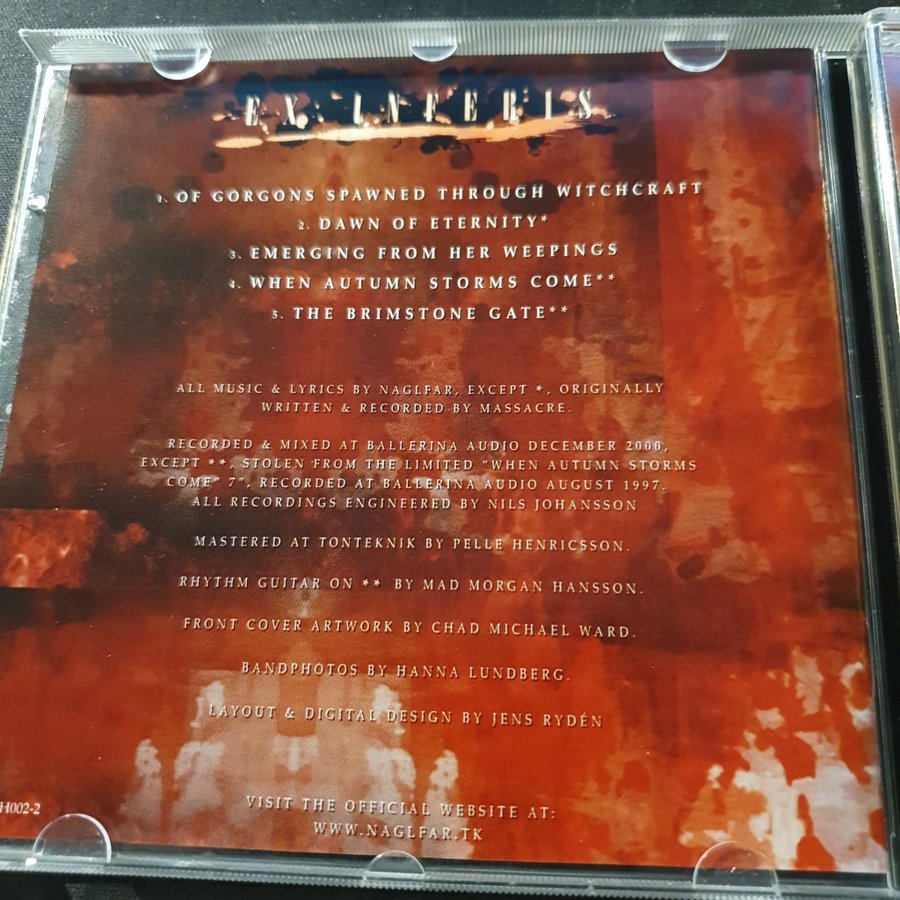 EX INFERIS
1. OF GORGONS SPAWNED THROUGH WITCHCRAFT
2. DAWN OF ETERNITY*
3. EMERGING FROM HER WEEPINGS
4. WHEN AUTUMN STORMS COME**
5. THE BRIMSTONE GATE**
ALL MUSIC & LYRICS BY NAGLFAR, EXCEPT *, ORIGINALLY
WRITTEN & RECORDED BY MASSACRE.
RECORDED & MIXED AT BALLERINA AUDIO DECEMBER 2000,
EXCEPT **, STOLEN FROM THE LIMITED "WHEN AUTUMN STORMS
COME" 7", RECORDED AT BALLERINA AUDIO AUGUST 1997.
ALL RECORDINGS ENGINEERED BY NILS JOHANSSON
MASTERED AT TONTEKNIK BY PELLE HENRICSSON.
RHYTHM GUITAR ON ** BY MAD MORGAN HANSSON.
FRONT COVER ARTWORK BY CHAD MICHAEL WARD.
BANDPHOTOS BY HANNA LUNDBERG.
LAYOUT & DIGITAL DESIGN BY JENS RYDÉN
H002-2
VISIT THE OFFICIAL WEBSITE AT:
WWW.NAGLFAR.TK